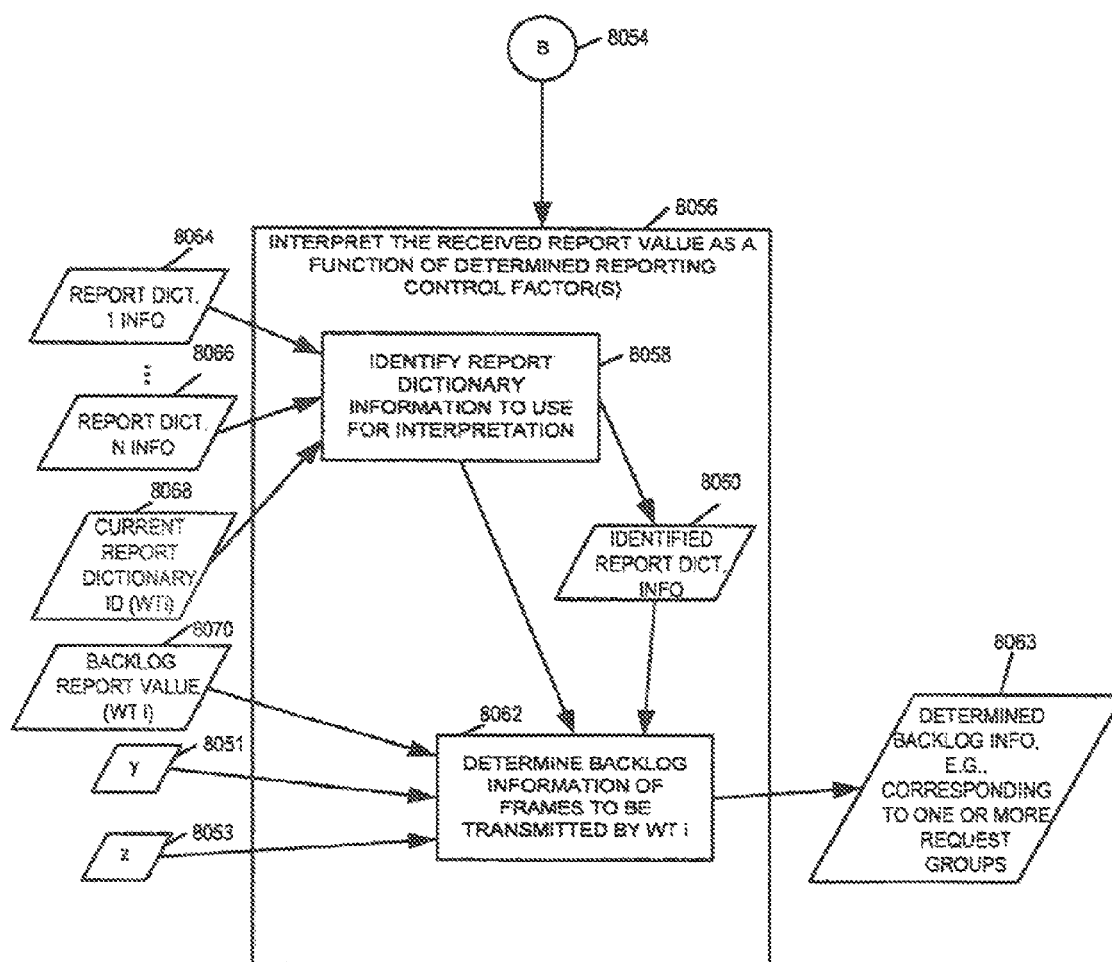 B
8054
8056
INTERPRET THE RECEIVED REPORT VALUE AS A
FUNCTION OF DETERMINED REPORTING
CONTROL FACTOR(S)
8064
REPORT DICT.
1 INFO
8066
REPORT DICT.
N INFO
8058
IDENTIFY REPORT
DICTIONARY
INFORMATION TO USE
FOR INTERPRETATION
8068
CURRENT
REPORT
DICTIONARY
ID (WTi)
8060
IDENTIFIED
REPORT DICT.
INFO
8070
BACKLOG
REPORT VALUE
(WT i)
8051
Y
8053
Z
8062
DETERMINE BACKLOG
INFORMATION OF
FRAMES TO BE
TRANSMITTED BY WT i
8063
DETERMINED
BACKLOG INFO,
E.G.,
CORRESPONDING
TO ONE OR MORE
REQUEST
GROUPS